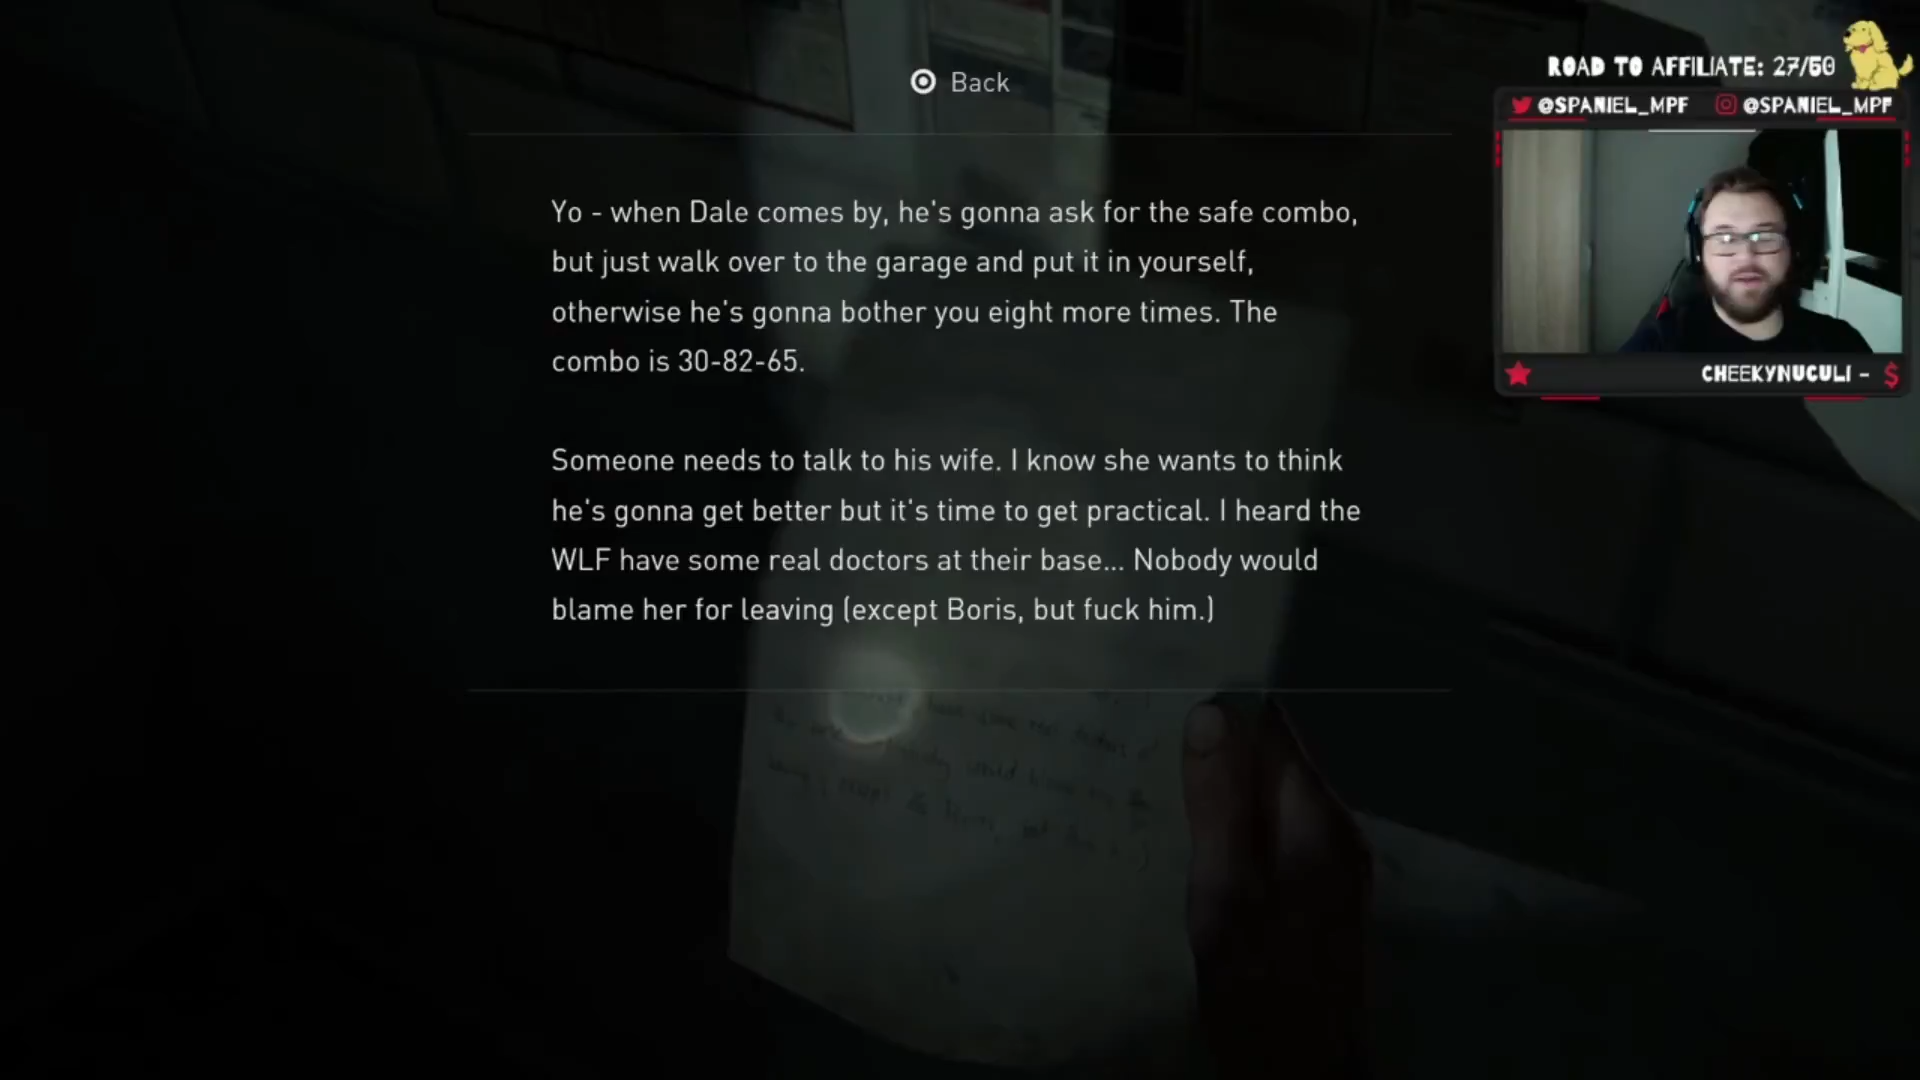 Back
ROAD TO AFFILIATE: 27/50
@SPANIEL_MPF @SPANIEL_MPF
Yo - when Dale comes by, he's gonna ask for the safe combo,
but just walk over to the garage and put it in yourself,
otherwise he's gonna bother you eight more times. The
combo is 30-82-65.
CHEEKYNUCULI - $
Someone needs to talk to his wife. I know she wants to think
he's gonna get better but it's time to get practical. I heard the
WLF have some real doctors at their base... Nobody would
blame her for leaving (except Boris, but fuck him.)